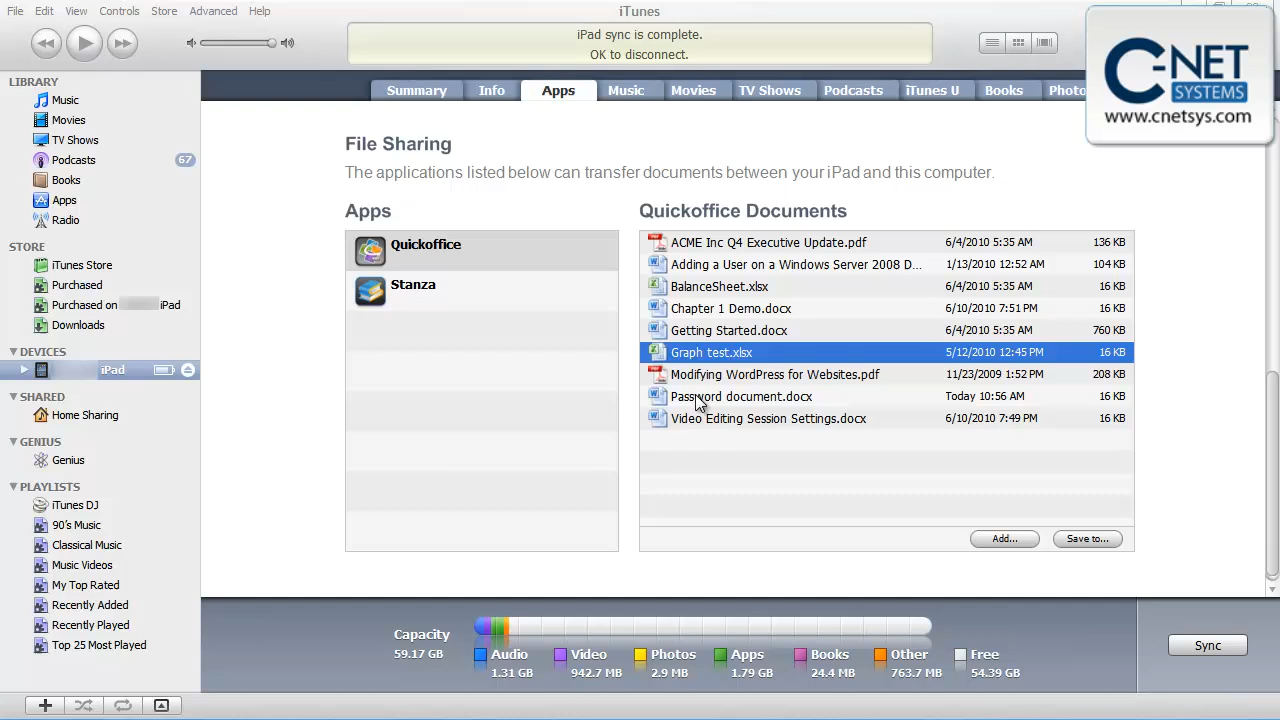 File Edit View Controls Store Advanced Help
iTunes
iPad sync is complete.
OK to disconnect.
C-NET
SYSTEMS
www.cnetsys.com
LIBRARY
Music
Movies
TV Shows
Podcasts 67
Books
Apps
Radio
STORE
iTunes Store
Purchased
Purchased on iPad
Downloads
DEVICES
iPad
SHARED
Home Sharing
GENIUS
Genius
PLAYLISTS
iTunes DJ
90's Music
Classical Music
Music Videos
My Top Rated
Recently Added
Recently Played
Top 25 Most Played
Summary Info Apps Music Movies TV Shows Podcasts iTunes U Books Photo
File Sharing
The applications listed below can transfer documents between your iPad and this computer.
Apps
Quickoffice
Stanza
Quickoffice Documents
ACME Inc Q4 Executive Update.pdf 6/4/2010 5:35 AM 136 KB
Adding a User on a Windows Server 2008 D... 1/13/2010 12:52 AM 104 KB
BalanceSheet.xlsx 6/4/2010 5:35 AM 16 KB
Chapter 1 Demo.docx 6/10/2010 7:51 PM 16 KB
Getting Started.docx 6/4/2010 5:35 AM 760 KB
Graph test.xlsx 5/12/2010 12:45 PM 16 KB
Modifying WordPress for Websites.pdf 11/23/2009 1:52 PM 208 KB
Password document.docx Today 10:56 AM 16 KB
Video Editing Session Settings.docx 6/10/2010 7:49 PM 16 KB
Add... Save to...
Capacity
59.17 GB
Audio Video Photos Apps Books Other Free
1.31 GB 942.7 MB 2.9 MB 1.79 GB 24.4 MB 763.7 MB 54.39 GB
Sync